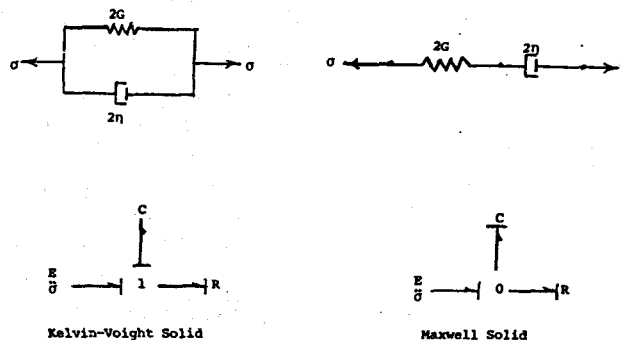 2G
σ σ
2η
σ 2G 2η
C
E
σ 1 R
Kelvin-Voight Solid
C
E
σ 0 R
Maxwell Solid